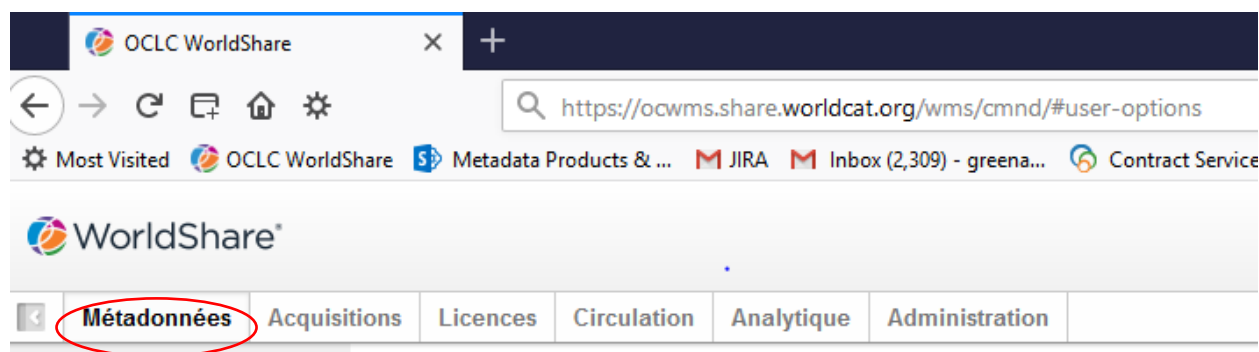 OCLC WorldShare
https://ocwms.share.worldcat.org/wms/cmnd/#user-options
Most Visited OCLC WorldShare Metadata Products & ... JIRA Inbox (2,309) - greena... Contract Service
WorldShare®
Métadonnées Acquisitions Licences Circulation Analytique Administration